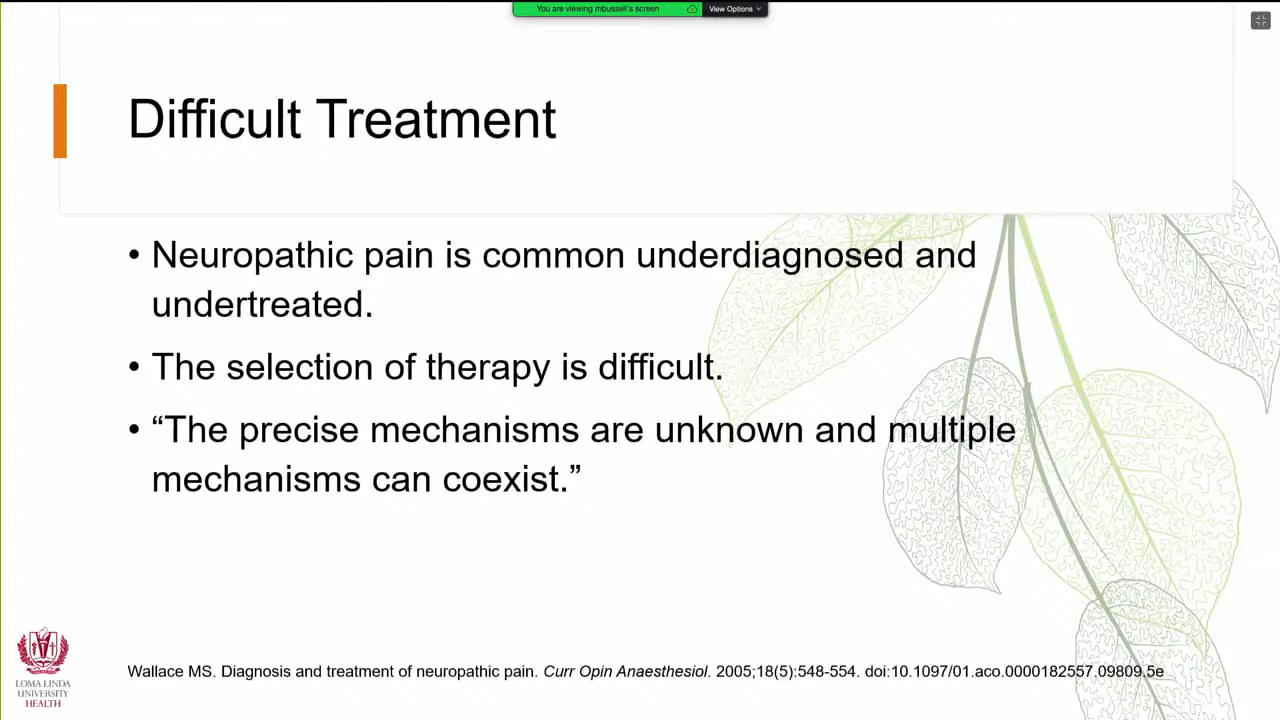 You are viewing mbussell's screen
View Options
Difficult Treatment
• Neuropathic pain is common underdiagnosed and
undertreated.
• The selection of therapy is difficult.
• “The precise mechanisms are unknown and multiple
mechanisms can coexist.”
Wallace MS. Diagnosis and treatment of neuropathic pain. Curr Opin Anaesthesiol. 2005;18(5):548-554. doi:10.1097/01.aco.0000182557.09809.5e
LOMA LINDA
UNIVERSITY
HEALTH